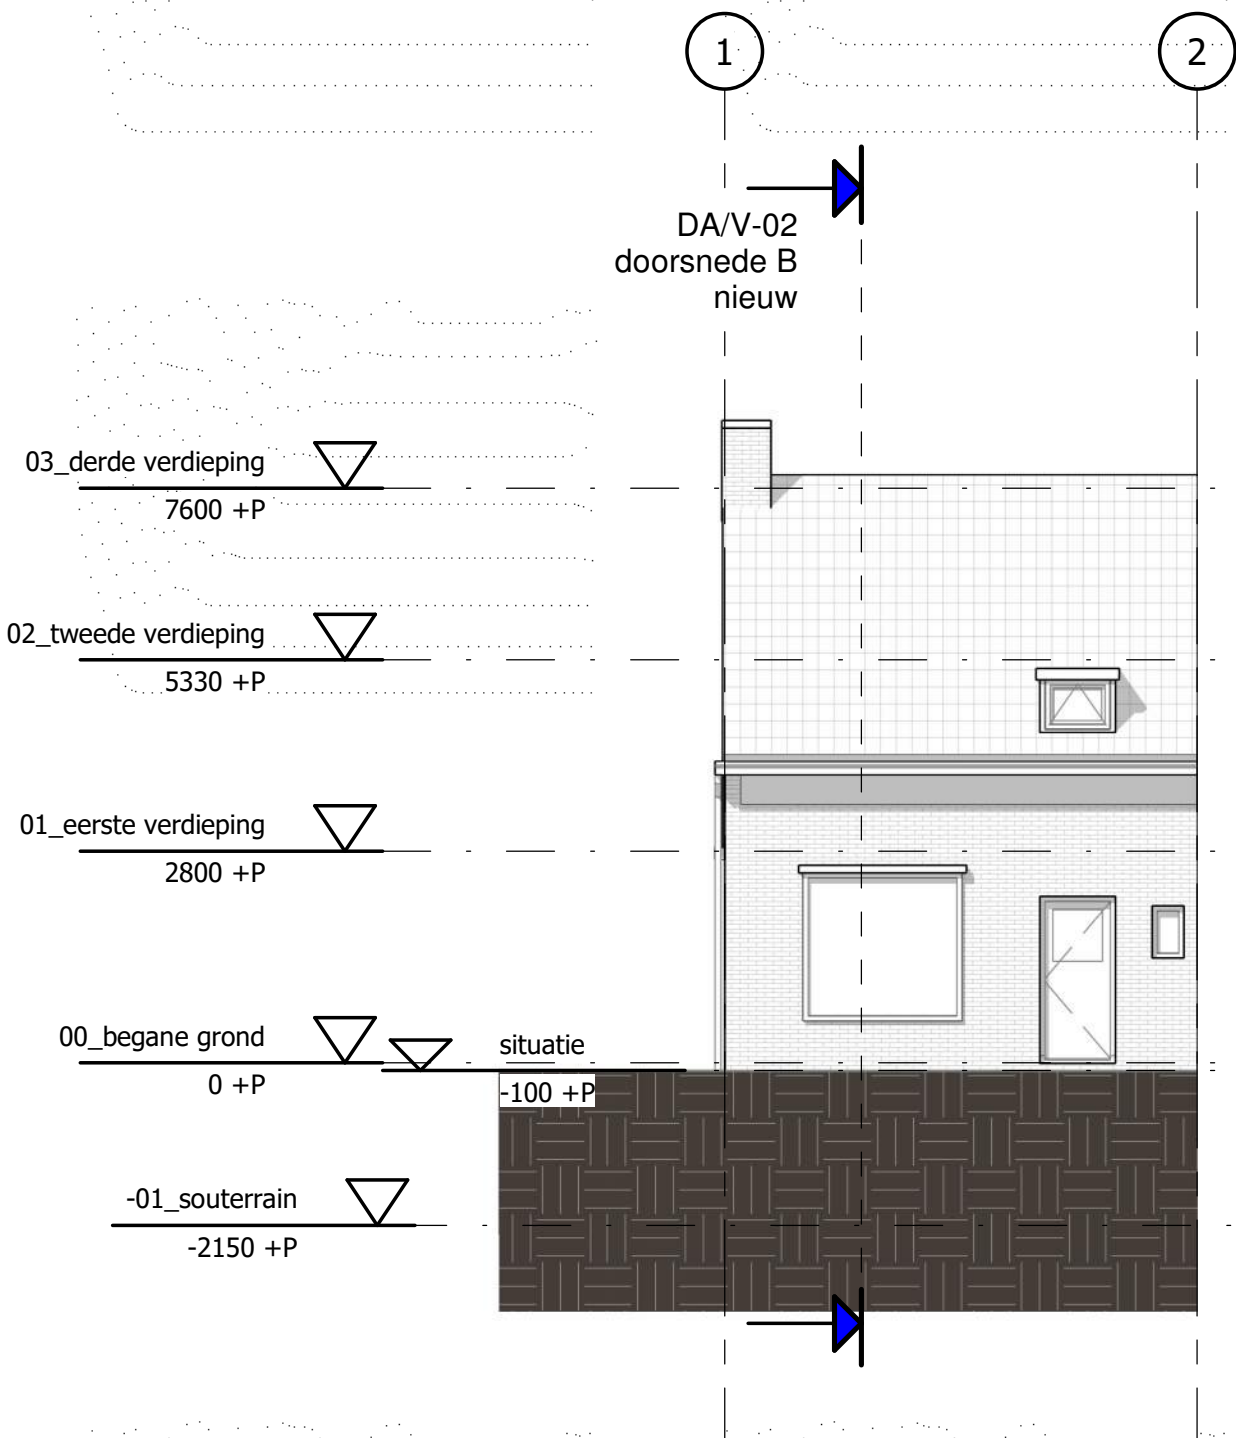 1
2
DA/V-02
doorsnede B
nieuw
03_derde verdieping
7600 +P
02_tweede verdieping
5330 +P
01_eerste verdieping
2800 +P
00_begane grond
0 +P
situatie
-100 +P
-01_souterrain
-2150 +P